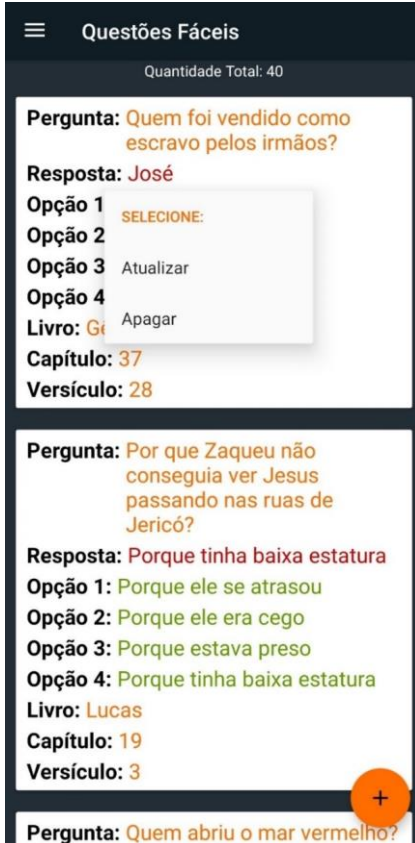 Questões Fáceis
Quantidade Total: 40
Pergunta: Quem foi vendido como
escravo pelos irmãos?
Resposta: José
Opção 1
SELECIONE:
Opção 2
Opção 3
Atualizar
Opção 4
Apagar
Livro:
Capítulo: 37
Versículo: 28
Pergunta: Por que Zaqueu não
conseguia ver Jesus
passando nas ruas de
Jericó?
Resposta: Porque tinha baixa estatura
Opção 1: Porque ele se atrasou
Opção 2: Porque ele era cego
Opção 3: Porque estava preso
Opção 4: Porque tinha baixa estatura
Livro: Lucas
Capítulo: 19
Versículo: 3
+
Pergunta: Quem abriu o mar vermelho?